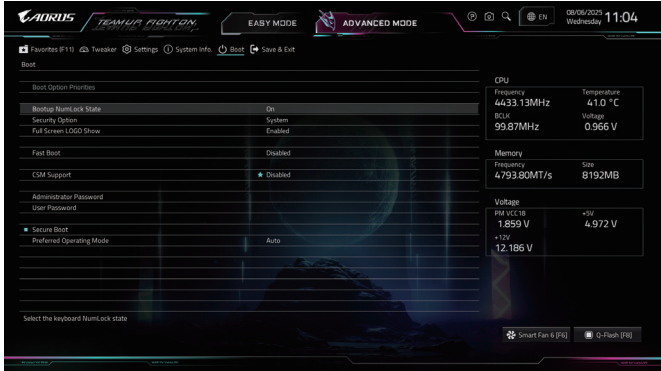 AORUS
TEAM UP. FIGHT ON.
EASY MODE
ADVANCED MODE
EN
08/06/2025
Wednesday
11:04
Favorites (F11)
Tweaker
Settings
System Info.
Boot
Save & Exit
Boot
Boot Option Priorities
Bootup NumLock State On
Security Option System
Full Screen LOGO Show Enabled
Fast Boot Disabled
CSM Support ★ Disabled
Administrator Password
User Password
Secure Boot
Preferred Operating Mode Auto
Select the keyboard NumLock state
CPU
Frequency Temperature
4433.13MHz 41.0 °C
BCLK Voltage
99.87MHz 0.966 V
Memory
Frequency Size
4793.80MT/s 8192MB
Voltage
PM VCC18 +5V
1.859 V 4.972 V
+12V
12.186 V
Smart Fan 6 [F6]
Q-Flash [F8]